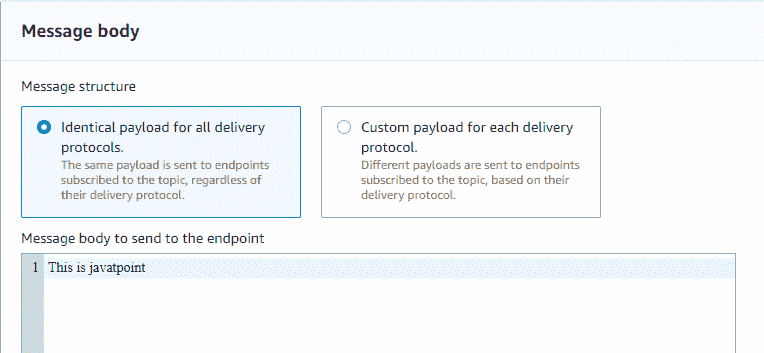 Message body
Message structure
Identical payload for all delivery
protocols.
The same payload is sent to endpoints
subscribed to the topic, regardless of
their delivery protocol.
Custom payload for each delivery
protocol.
Different payloads are sent to endpoints
subscribed to the topic, based on their
delivery protocol.
Message body to send to the endpoint
1 This is javatpoint